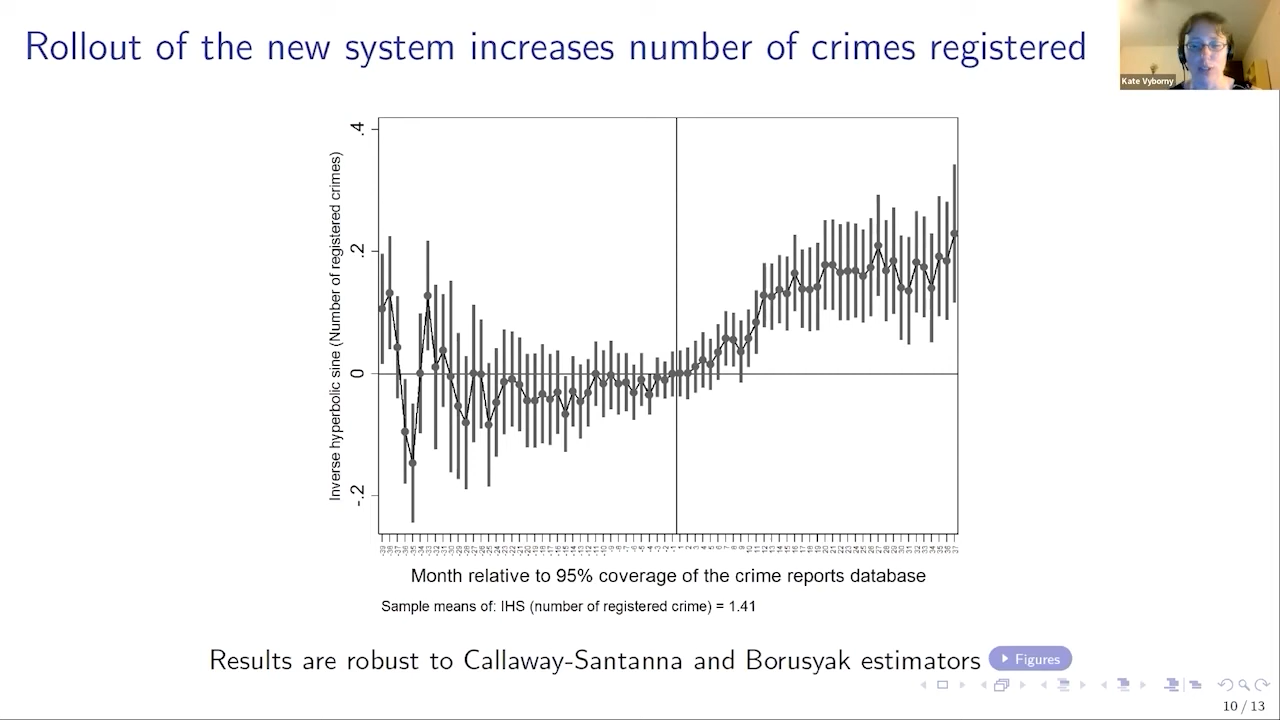 Rollout of the new system increases number of crimes registered
Kate Vyborny
Inverse hyperbolic sine (Number of registered crimes)
.4
.2
0
-.2
Month relative to 95% coverage of the crime reports database
Sample means of: IHS (number of registered crime) = 1.41
Results are robust to Callaway-Santanna and Borusyak estimators
Figures
10 / 13